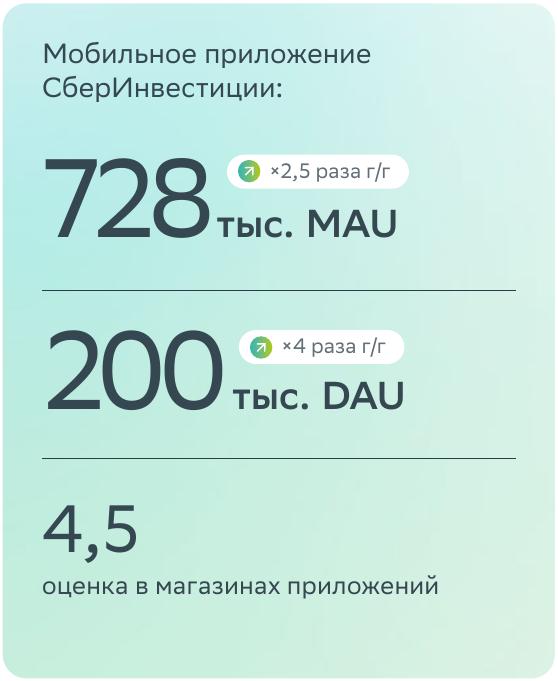 Мобильное приложение
СберИнвестиции:
728 тыс. MAU
×2,5 раза г/г
200 тыс. DAU
×4 раза г/г
4,5
оценка в магазинах приложений